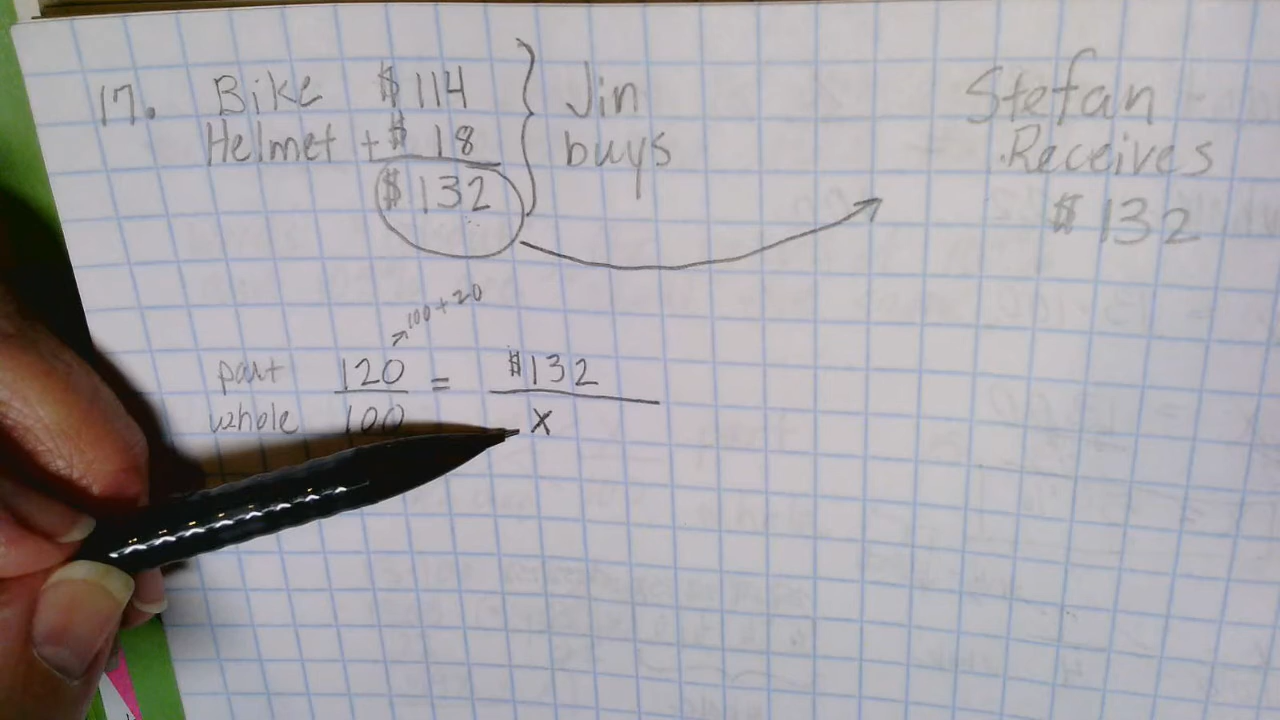 17. Bike $ 114
Helmet + $ 18
$ 132
Jin
buys
Stefan
Receives
$ 132
100 + 20
part 120 = $132
whole 100 x